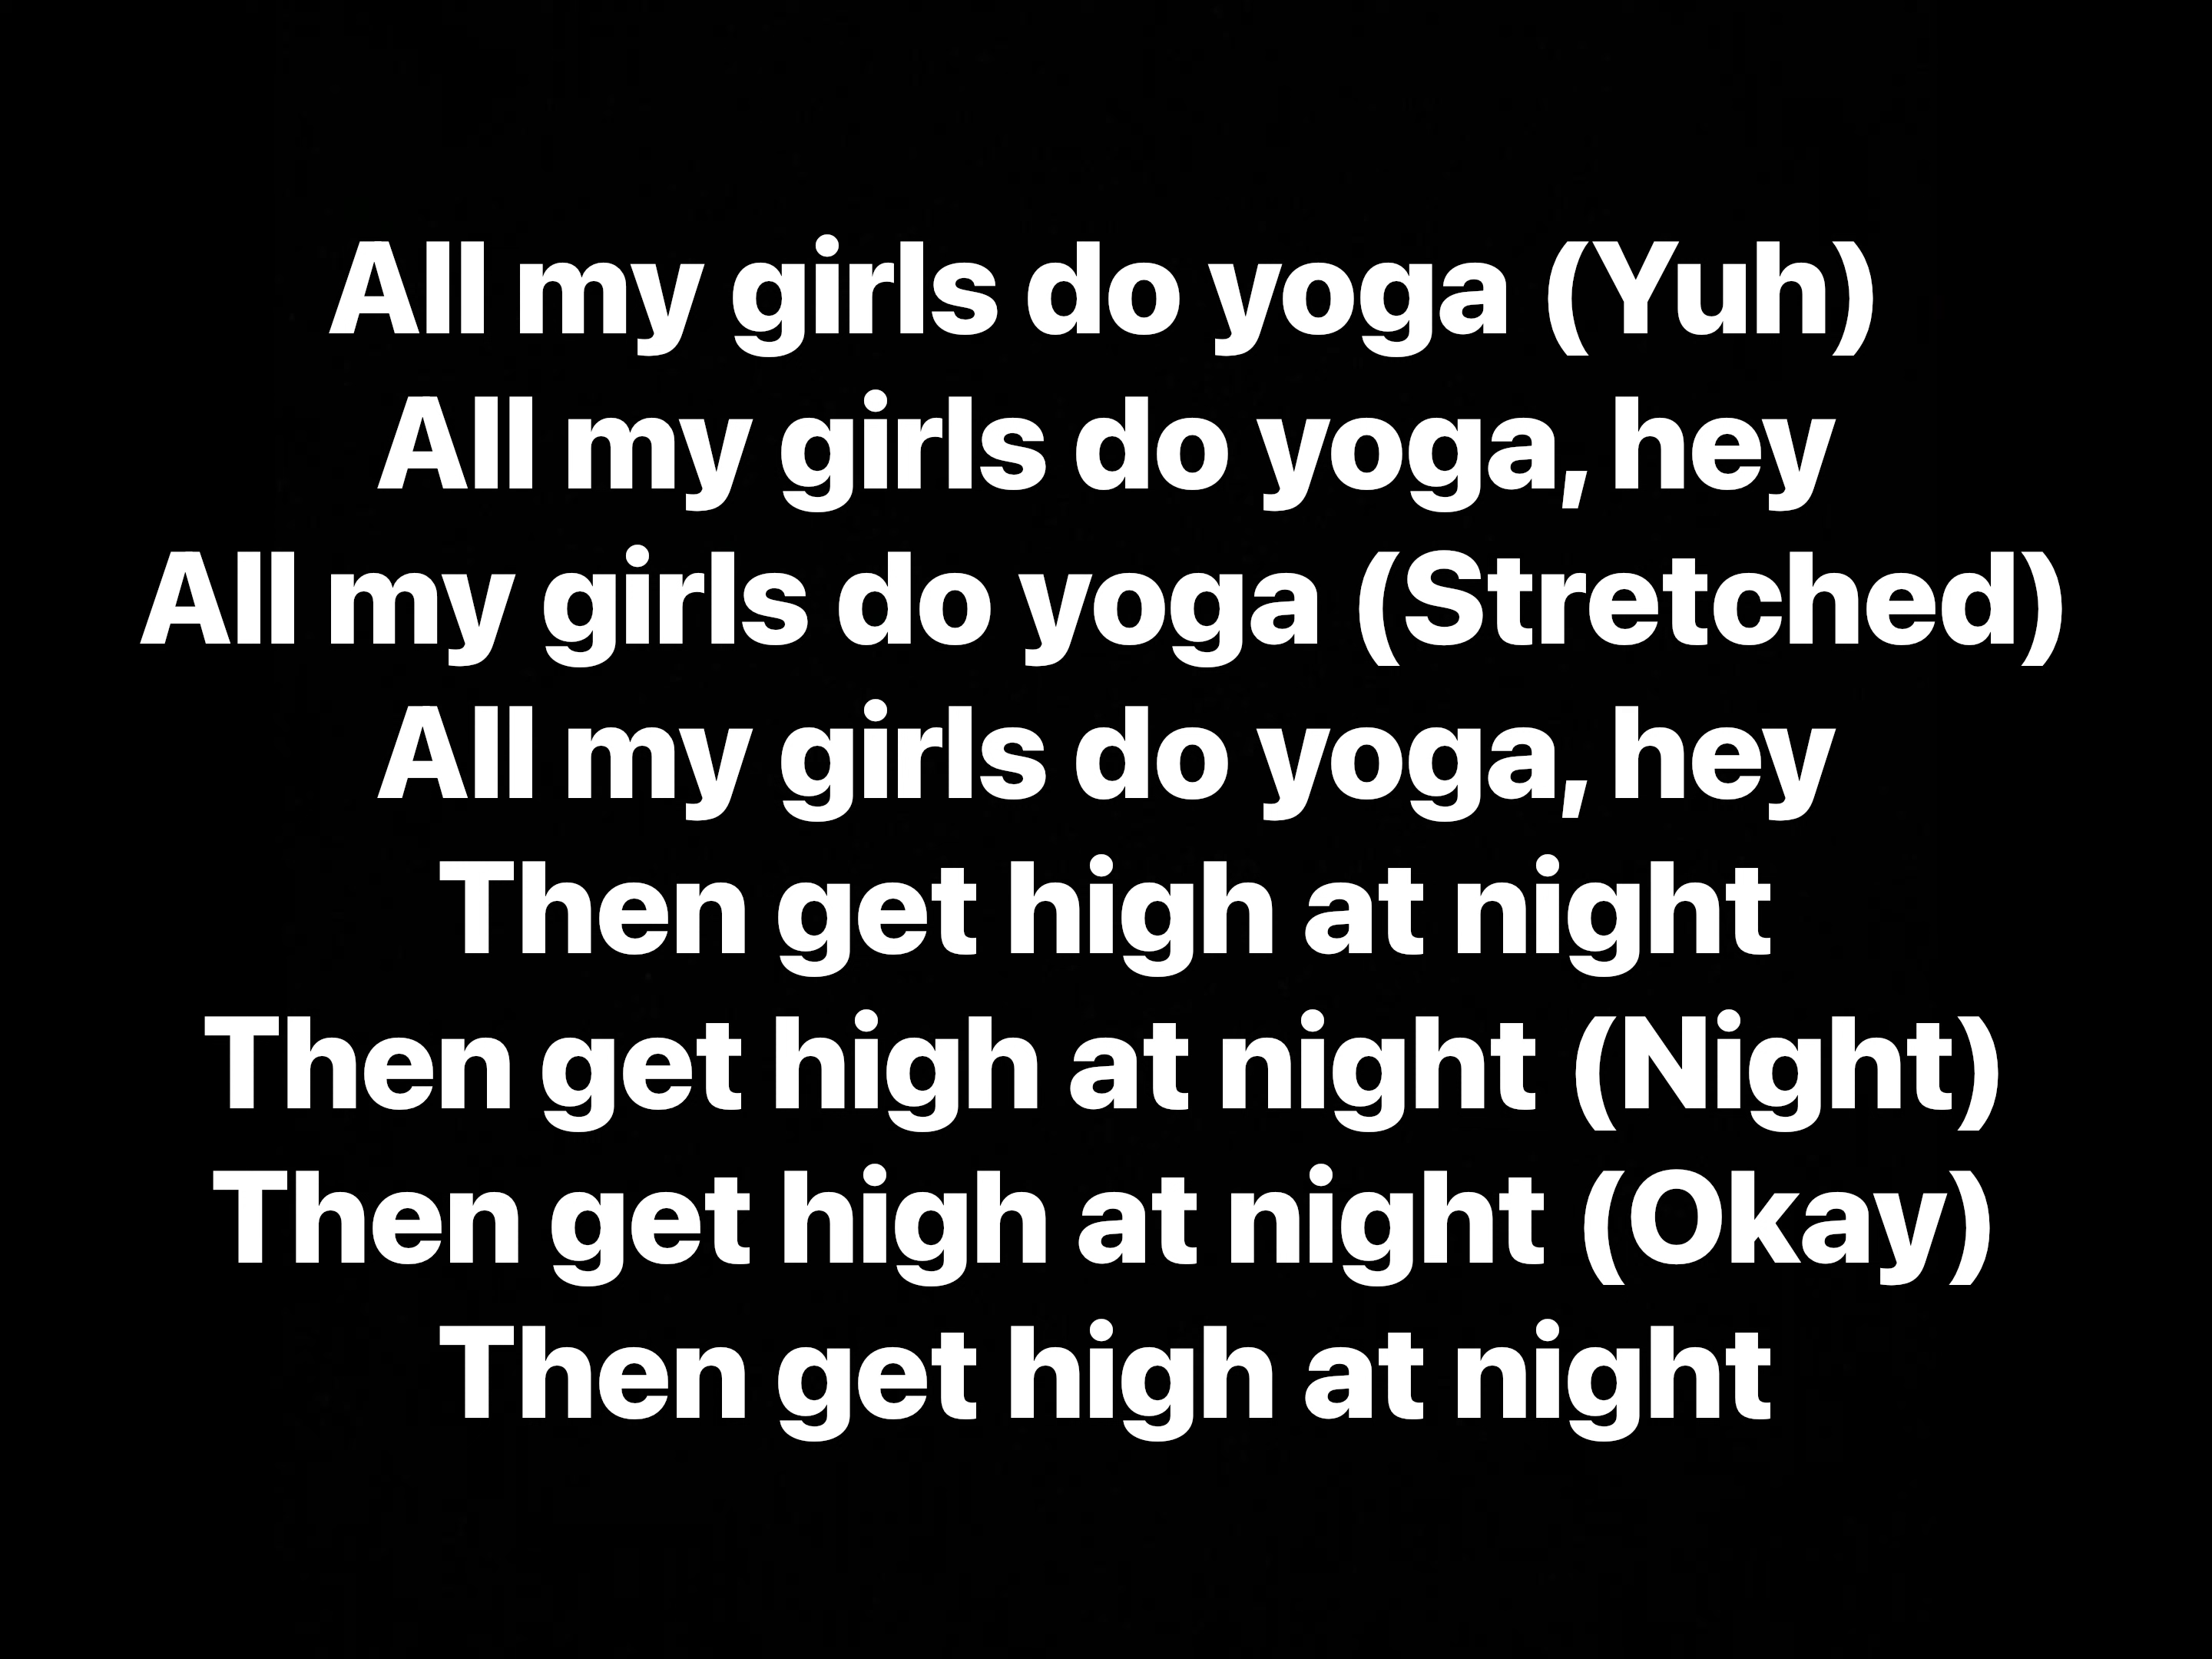 All my girls do yoga (Yuh)
All my girls do yoga, hey
All my girls do yoga (Stretched)
All my girls do yoga, hey
Then get high at night
Then get high at night (Night)
Then get high at night (Okay)
Then get high at night